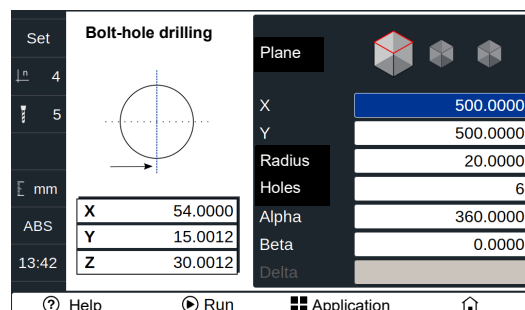 Set
n 4
5
mm
ABS
13:42
Bolt-hole drilling
X 54.0000
Y 15.0012
Z 30.0012
Plane
X 500.0000
Y 500.0000
Radius 20.0000
Holes 6
Alpha 360.0000
Beta 0.0000
Delta
? Help
Run
Application